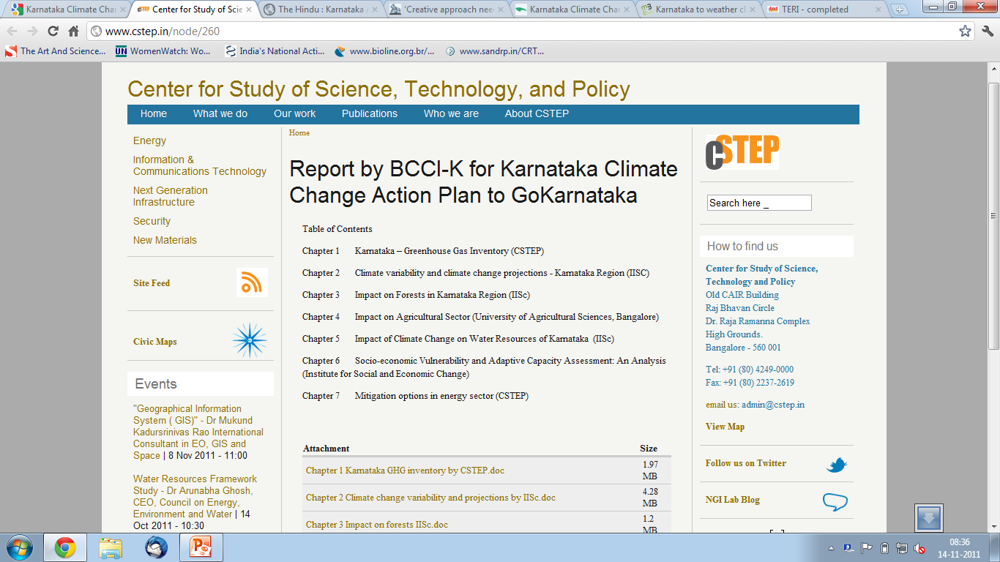 Karnataka Climate Chan
Center for Study of Scie
The Hindu : Karnataka /
'Creative approach nee
Karnataka Climate Chan
Karnataka to weather cl
TERI - completed
www.cstep.in/node/260
The Art And Science...
UN WomenWatch: Wo...
India's National Acti...
www.bioline.org.br/...
www.sandrp.in/CRT...
Center for Study of Science, Technology, and Policy
Home What we do Our work Publications Who we are About CSTEP
Energy
Information &
Communications Technology
Next Generation
Infrastructure
Security
New Materials
Site Feed
Civic Maps
Events
"Geographical Information
System ( GIS)" - Dr Mukund
Kadursrinivas Rao International
Consultant in EO, GIS and
Space | 8 Nov 2011 - 11:00
Water Resources Framework
Study - Dr Arunabha Ghosh,
CEO, Council on Energy,
Environment and Water | 14
Oct 2011 - 10:30
Home
Report by BCCI-K for Karnataka Climate
Change Action Plan to GoKarnataka
Table of Contents
Chapter 1 Karnataka – Greenhouse Gas Inventory (CSTEP)
Chapter 2 Climate variability and climate change projections - Karnataka Region (IISC)
Chapter 3 Impact on Forests in Karnataka Region (IISc)
Chapter 4 Impact on Agricultural Sector (University of Agricultural Sciences, Bangalore)
Chapter 5 Impact of Climate Change on Water Resources of Karnataka (IISc)
Chapter 6 Socio-economic Vulnerability and Adaptive Capacity Assessment: An Analysis
(Institute for Social and Economic Change)
Chapter 7 Mitigation options in energy sector (CSTEP)
Attachment Size
Chapter 1 Karnataka GHG inventory by CSTEP.doc 1.97
MB
Chapter 2 Climate change variability and projections by IISc.doc 4.28
MB
Chapter 3 Impact on forests IISc.doc 1.2
MB
CSTEP
Search here _
How to find us
Center for Study of Science,
Technology and Policy
Old CAIR Building
Raj Bhavan Circle
Dr. Raja Ramanna Complex
High Grounds.
Bangalore - 560 001
Tel: +91 (80) 4249-0000
Fax: +91 (80) 2237-2619
email us: admin@cstep.in
View Map
Follow us on Twitter
NGI Lab Blog
08:36
14-11-2011